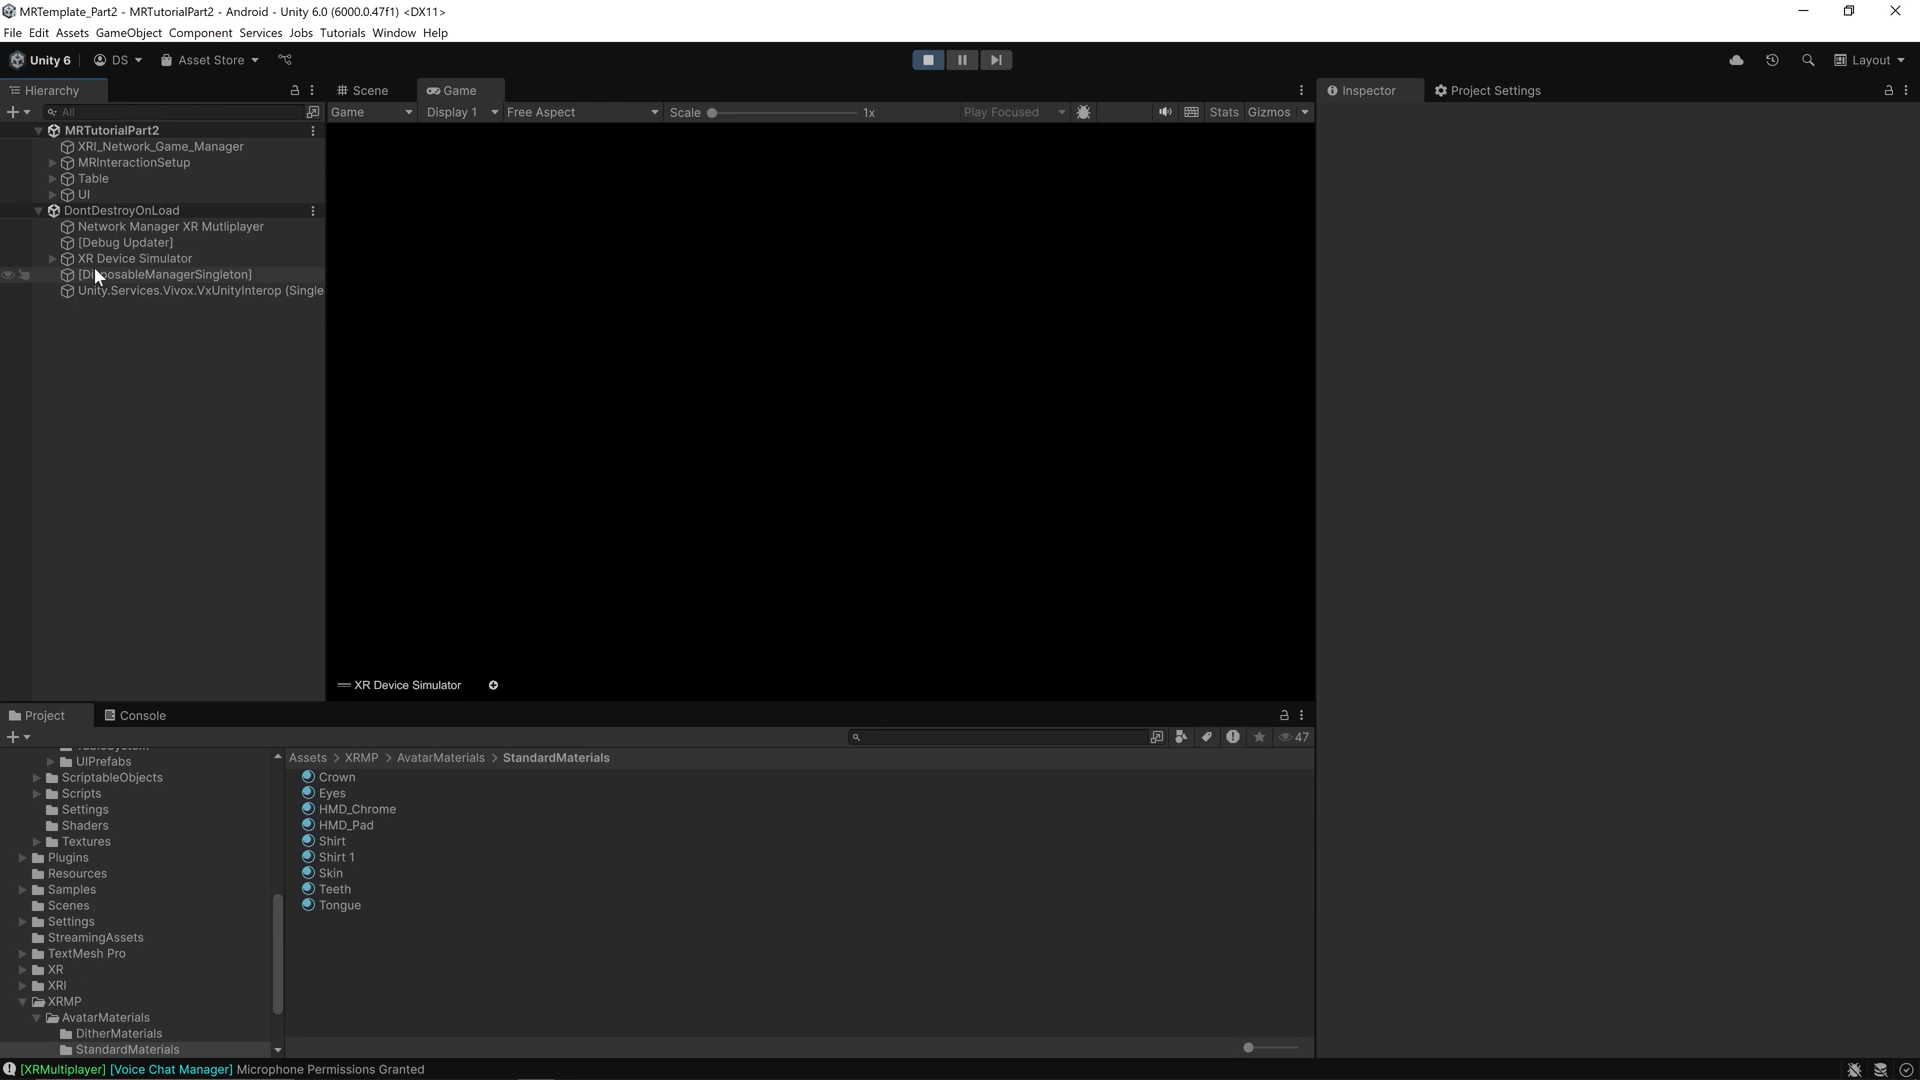 MRTemplate_Part2 - MRTutorialPart2 - Android - Unity 6.0 (6000.0.47f1) <DX11>
File Edit Assets GameObject Component Services Jobs Tutorials Window Help
Unity 6 DS Asset Store Layout
Hierarchy Scene Game Inspector Project Settings
All Game Display 1 Free Aspect Scale 1x Play Focused Stats Gizmos
MRTutorialPart2
XRI_Network_Game_Manager
MRInteractionSetup
Table
UI
DontDestroyOnLoad
Network Manager XR Mutliplayer
[Debug Updater]
XR Device Simulator
[DisposableManagerSingleton]
Unity.Services.Vivox.VxUnityInterop (Single
XR Device Simulator
Project Console
47
UIPrefabs
ScriptableObjects
Scripts
Settings
Shaders
Textures
Plugins
Resources
Samples
Scenes
Settings
StreamingAssets
TextMesh Pro
XR
XRI
XRMP
AvatarMaterials
DitherMaterials
StandardMaterials
Assets > XRMP > AvatarMaterials > StandardMaterials
Crown
Eyes
HMD_Chrome
HMD_Pad
Shirt
Shirt 1
Skin
Teeth
Tongue
[XRMultiplayer] [Voice Chat Manager] Microphone Permissions Granted